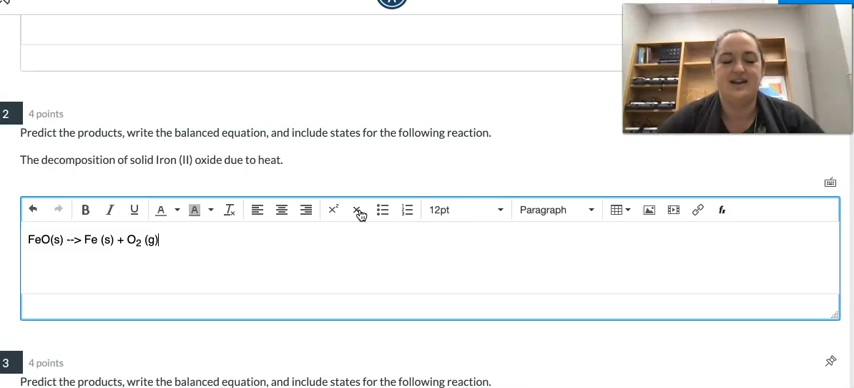 2
4 points
Predict the products, write the balanced equation, and include states for the following reaction.
The decomposition of solid Iron (II) oxide due to heat.
B I U A A 12pt Paragraph
FeO(s) --> Fe (s) + O₂ (g)
3
4 points
Predict the products, write the balanced equation, and include states for the following reaction.